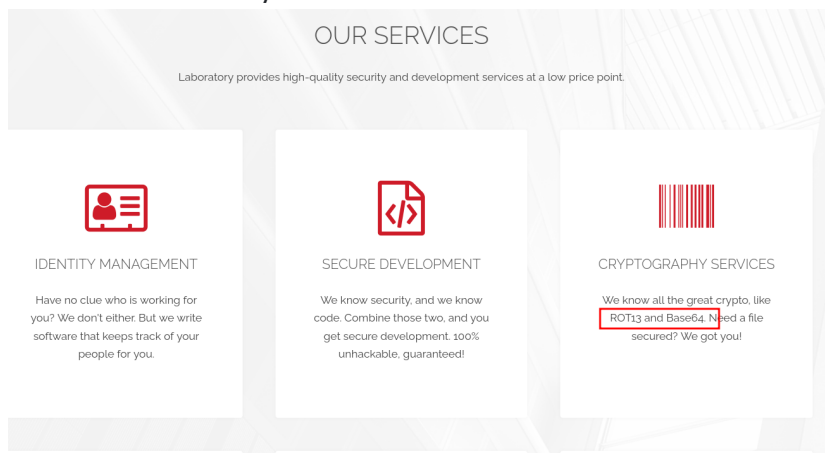 OUR SERVICES
Laboratory provides high-quality security and development services at a low price point.
IDENTITY MANAGEMENT
Have no clue who is working for
you? We don't either. But we write
software that keeps track of your
people for you.
SECURE DEVELOPMENT
We know security, and we know
code. Combine those two, and you
get secure development. 100%
unhackable, guaranteed!
CRYPTOGRAPHY SERVICES
We know all the great crypto, like
ROT13 and Base64. Need a file
secured? We got you!